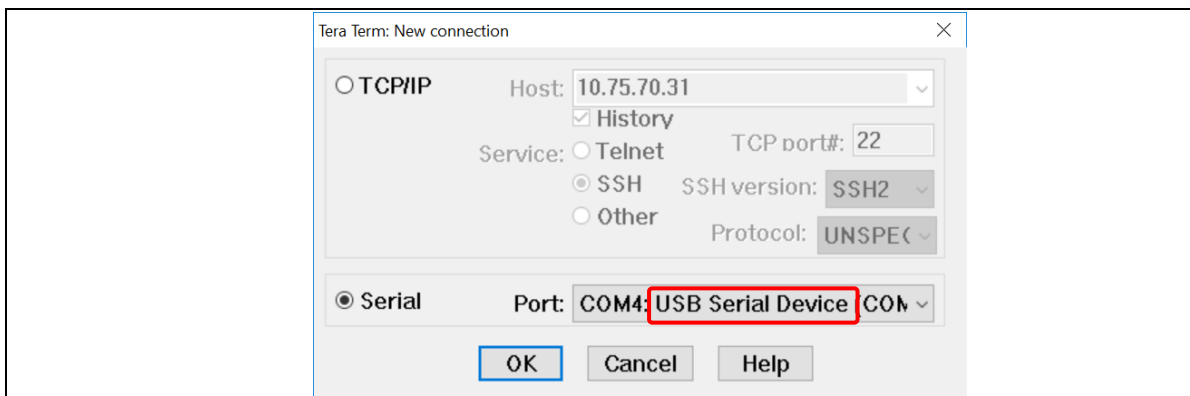 Tera Term: New connection
TCP/IP Host: 10.75.70.31
History
Service: Telnet TCP port#: 22
SSH SSH version: SSH2
Other Protocol: UNSPEC
Serial Port: COM4: USB Serial Device (COM
OK Cancel Help